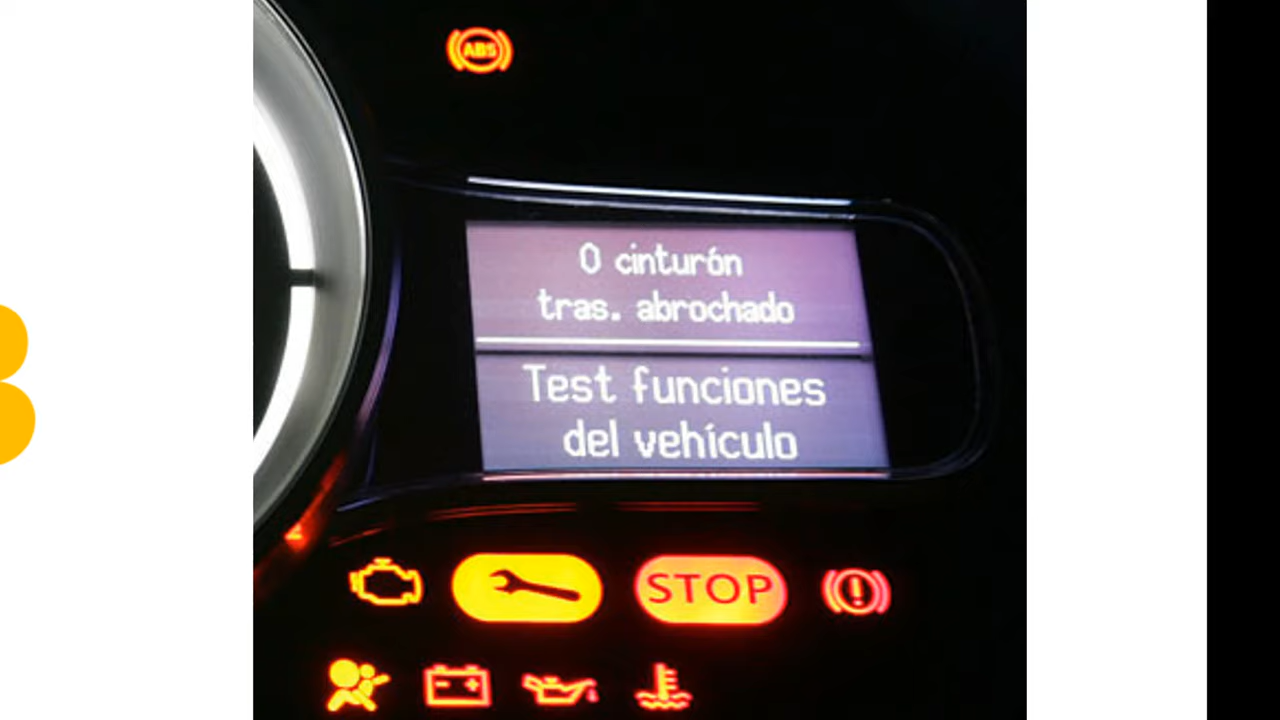 ABS
0 cinturón
tras. abrochado
Test funciones
del vehículo
STOP